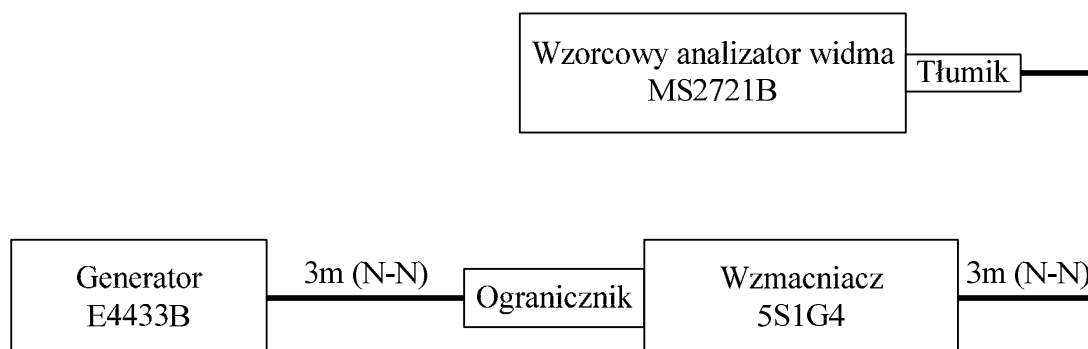 Wzorcowy analizator widma
MS2721B
Tłumik
Generator
E4433B
3m (N-N)
Ogranicznik
Wzmacniacz
5S1G4
3m (N-N)